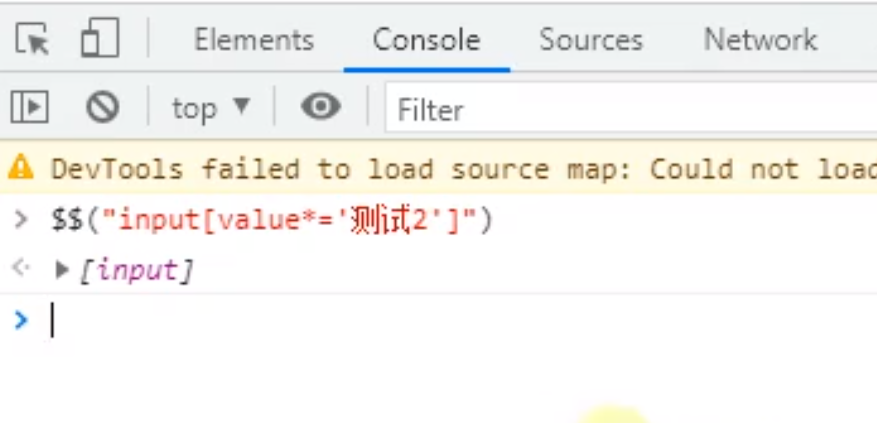 Elements Console Sources Network
top Filter
DevTools failed to load source map: Could not load
> $$("input[value*='测试2']")
[input]
>